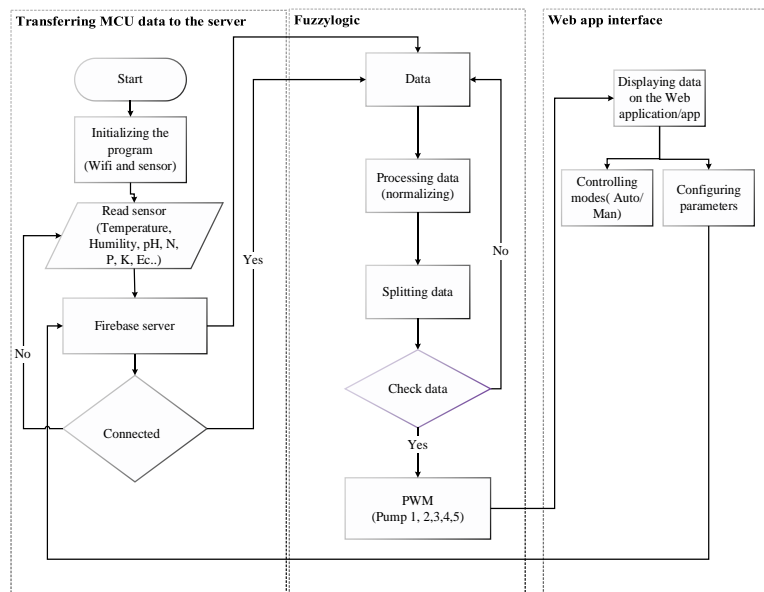 Transferring MCU data to the server
Start
Initializing the
program
(Wifi and sensor)
Read sensor
(Temperature,
Humility, pH, N,
P, K, Ec..)
Firebase server
No
Yes
Connected
Fuzzylogic
Data
Processing data
(normalizing)
No
Splitting data
Check data
Yes
PWM
(Pump 1, 2,3,4,5)
Web app interface
Displaying data
on the Web
application/app
Controlling
modes( Auto/
Man)
Configuring
parameters